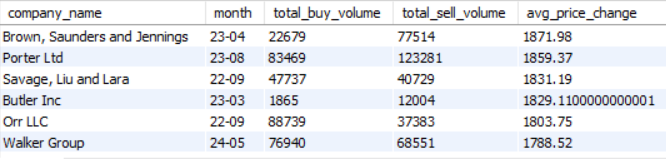 company_name month total_buy_volume total_sell_volume avg_price_change
Brown, Saunders and Jennings 23-04 22679 77514 1871.98
Porter Ltd 23-08 83469 123281 1859.37
Savage, Liu and Lara 22-09 47737 40729 1831.19
Butler Inc 23-03 1865 12004 1829.1100000000001
Orr LLC 22-09 88739 37383 1803.75
Walker Group 24-05 76940 68551 1788.52